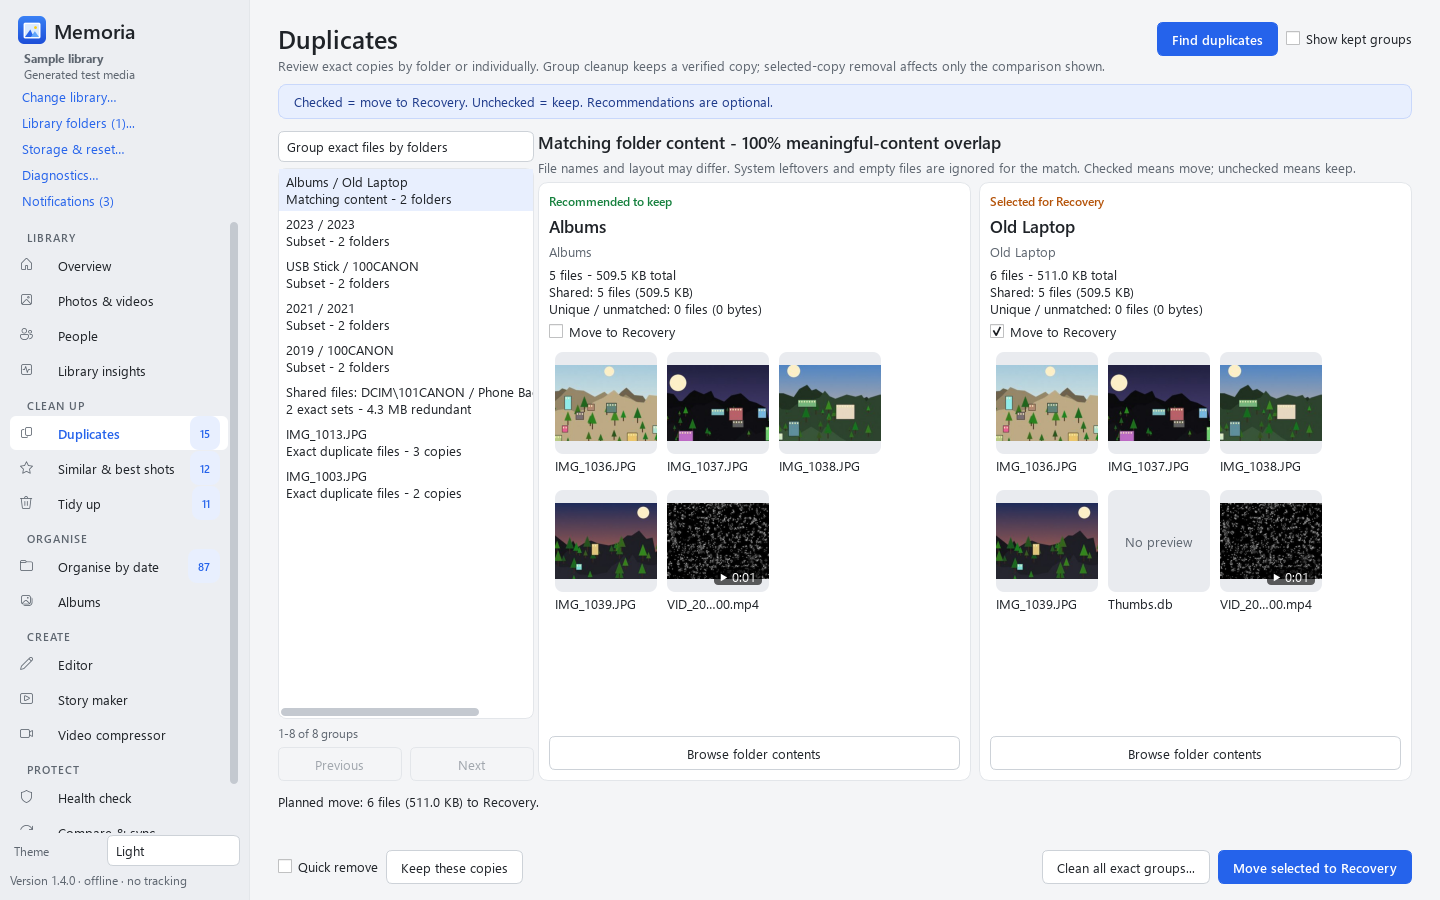 Memoria
Sample library
Generated test media
Change library...
Library folders (1)...
Storage & reset...
Diagnostics...
Notifications (3)
LIBRARY
Overview
Photos & videos
People
Library insights
CLEAN UP
Duplicates 15
Similar & best shots 12
Tidy up 11
ORGANISE
Organise by date 87
Albums
CREATE
Editor
Story maker
Video compressor
PROTECT
Health check
Compare & sync
Theme Light
Version 1.4.0 · offline · no tracking
Duplicates
Find duplicates
Show kept groups
Review exact copies by folder or individually. Group cleanup keeps a verified copy; selected-copy removal affects only the comparison shown.
Checked = move to Recovery. Unchecked = keep. Recommendations are optional.
Group exact files by folders
Albums / Old Laptop
Matching content - 2 folders
2023 / 2023
Subset - 2 folders
USB Stick / 100CANON
Subset - 2 folders
2021 / 2021
Subset - 2 folders
2019 / 100CANON
Subset - 2 folders
Shared files: DCIM\101CANON / Phone Ba
2 exact sets - 4.3 MB redundant
IMG_1013.JPG
Exact duplicate files - 3 copies
IMG_1003.JPG
Exact duplicate files - 2 copies
1-8 of 8 groups
Previous
Next
Matching folder content - 100% meaningful-content overlap
File names and layout may differ. System leftovers and empty files are ignored for the match. Checked means move; unchecked means keep.
Recommended to keep
Albums
Albums
5 files - 509.5 KB total
Shared: 5 files (509.5 KB)
Unique / unmatched: 0 files (0 bytes)
Move to Recovery
IMG_1036.JPG
IMG_1037.JPG
IMG_1038.JPG
0:01
IMG_1039.JPG
VID_20...00.mp4
Browse folder contents
Selected for Recovery
Old Laptop
Old Laptop
6 files - 511.0 KB total
Shared: 5 files (509.5 KB)
Unique / unmatched: 0 files (0 bytes)
Move to Recovery
IMG_1036.JPG
IMG_1037.JPG
IMG_1038.JPG
No preview
0:01
IMG_1039.JPG
Thumbs.db
VID_20...00.mp4
Browse folder contents
Planned move: 6 files (511.0 KB) to Recovery.
Quick remove
Keep these copies
Clean all exact groups...
Move selected to Recovery